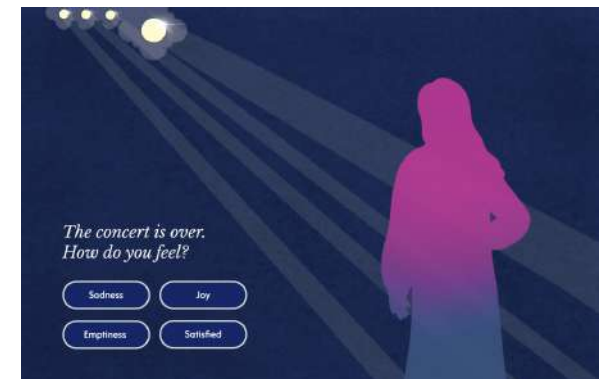 The concert is over.
How do you feel?
Sadness
Joy
Emptiness
Satisfied